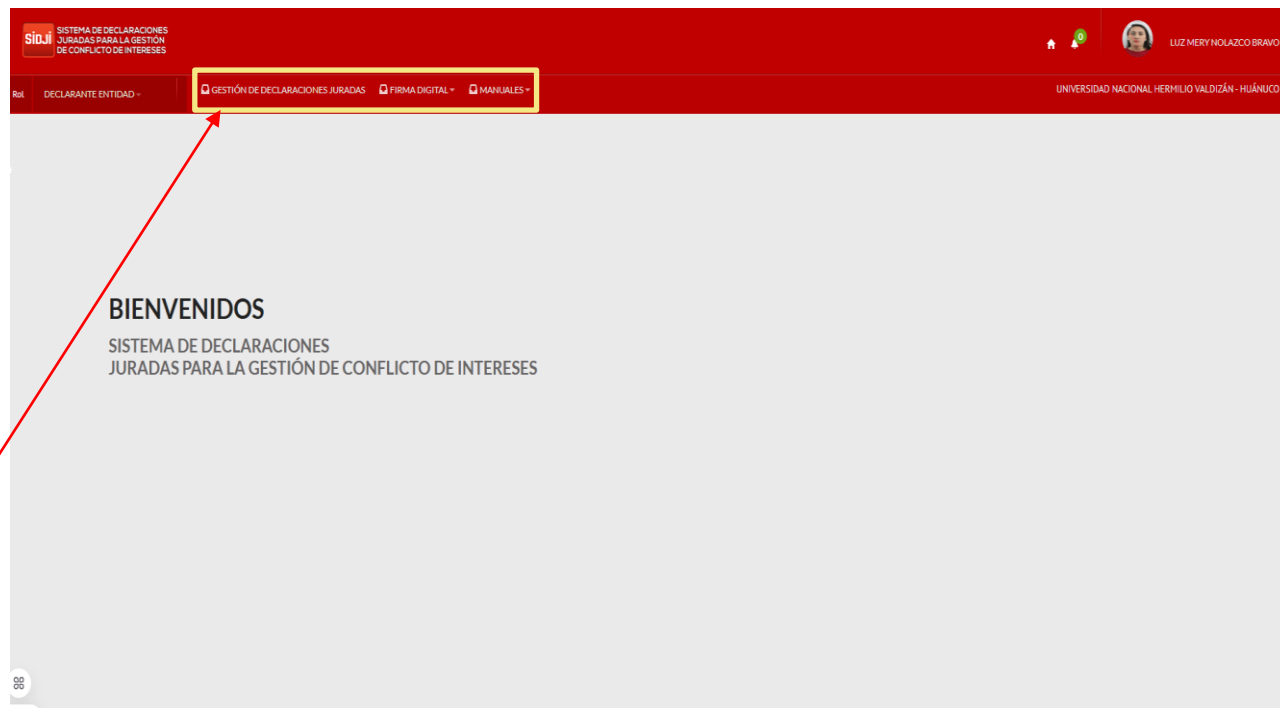 SIDJI
SISTEMA DE DECLARACIONES
JURADAS PARA LA GESTIÓN
DE CONFLICTO DE INTERESES
0
LUZ MERY NOLAZCO BRAVO
Rol
DECLARANTE ENTIDAD
GESTIÓN DE DECLARACIONES JURADAS
FIRMA DIGITAL
MANUALES
UNIVERSIDAD NACIONAL HERMILIO VALDIZÁN - HUÁNUCO
BIENVENIDOS
SISTEMA DE DECLARACIONES
JURADAS PARA LA GESTIÓN DE CONFLICTO DE INTERESES